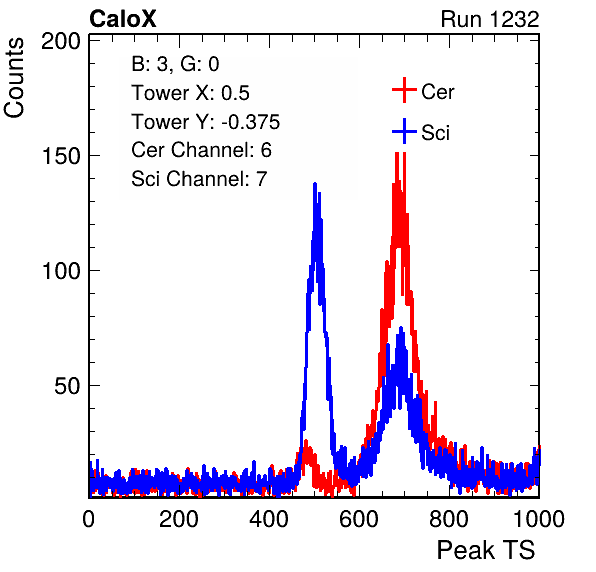 CaloX Run 1232
Counts
200
150
100
50
B: 3, G: 0
Tower X: 0.5
Tower Y: -0.375
Cer Channel: 6
Sci Channel: 7
Cer
Sci
0 200 400 600 800 1000
Peak TS